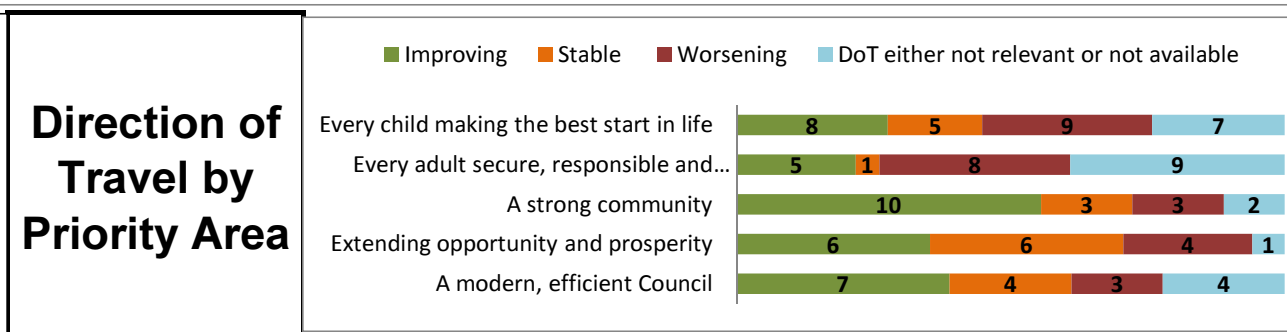 Direction of
Travel by
Priority Area
Improving Stable Worsening DoT either not relevant or not available
Every child making the best start in life 8 5 9 7
Every adult secure, responsible and... 5 1 8 9
A strong community 10 3 3 2
Extending opportunity and prosperity 6 6 4 1
A modern, efficient Council 7 4 3 4